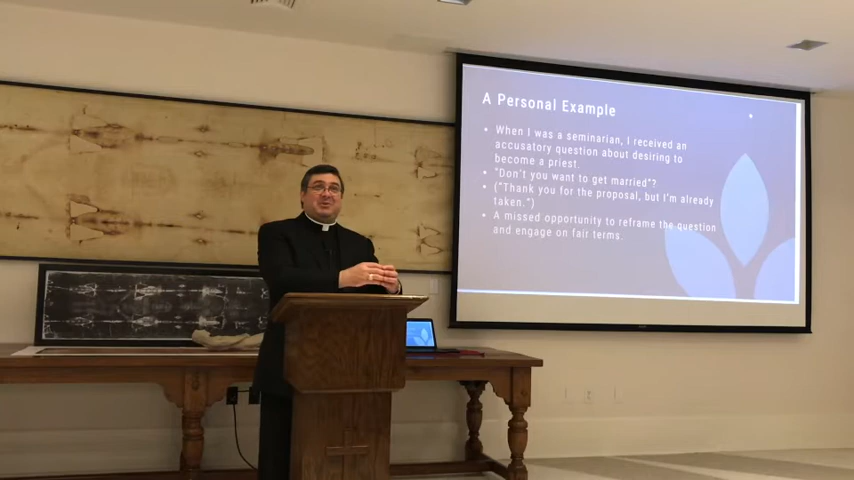 A Personal Example
• When I was a seminarian, I received an
accusatory question about desiring to
become a priest.
• "Don't you want to get married"?
• ("Thank you for the proposal, but I'm already
taken.")
• A missed opportunity to reframe the question
and engage on fair terms.